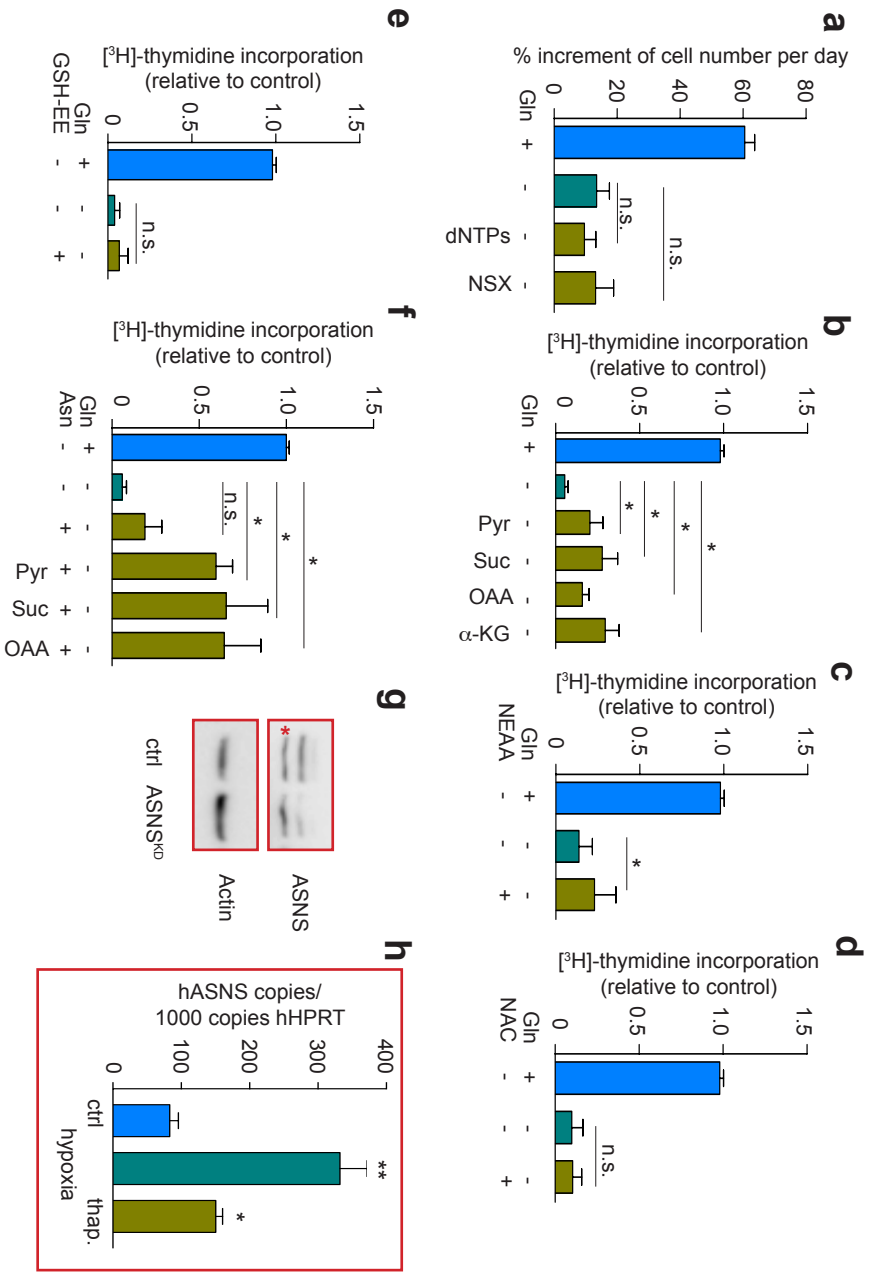 a
% increment of cell number per day
80
60
40
20
0
n.s.
n.s.
Gln + - - -
dNTPs NSX
b
[³H]-thymidine incorporation
(relative to control)
1.5
1.0
0.5
0
*
*
*
*
Gln + - - - - -
Pyr Suc OAA α-KG
c
[³H]-thymidine incorporation
(relative to control)
1.5
1.0
0.5
0
*
Gln + - -
NEAA - - +
d
[³H]-thymidine incorporation
(relative to control)
1.5
1.0
0.5
0
n.s.
Gln + - -
NAC - - +
e
[³H]-thymidine incorporation
(relative to control)
1.5
1.0
0.5
0
n.s.
Gln + - -
GSH-EE - - +
f
[³H]-thymidine incorporation
(relative to control)
1.5
1.0
0.5
0
*
*
*
n.s.
Gln + - - - - -
Asn - - + + + +
Pyr Suc OAA
g
*
ASNS
Actin
ctrl ASNSᴷᴰ
h
hASNS copies/
1000 copies hHPRT
400
300
200
100
0
**
*
ctrl hypoxia thap.